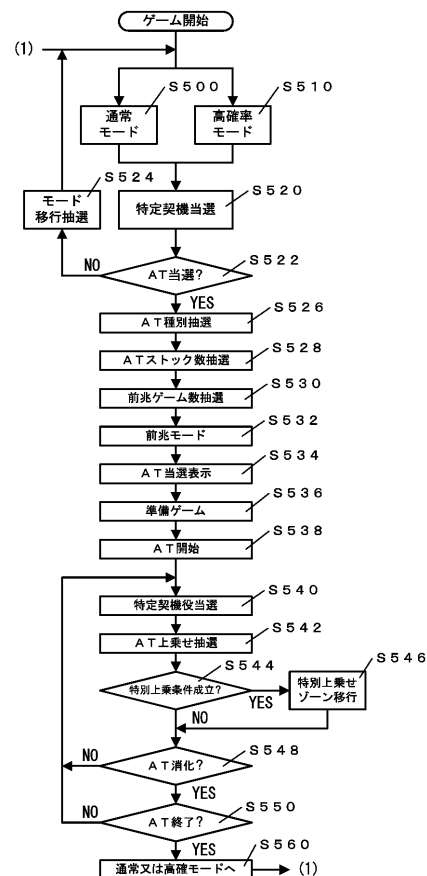 ゲーム開始
(1)
S500
S510
通常
モード
高確率
モード
S524
S520
モード
移行抽選
特定契機当選
S522
NO
AT当選?
YES
S526
AT種別抽選
S528
ATストック数抽選
S530
前兆ゲーム数抽選
S532
前兆モード
S534
AT当選表示
S536
準備ゲーム
S538
AT開始
S540
特定契機役当選
S542
AT上乗せ抽選
S544
S546
特別上乗条件成立?
YES
特別上乗せ
ゾーン移行
NO
S548
NO
AT消化?
YES
S550
NO
AT終了?
YES
S560
通常又は高確モードへ
(1)